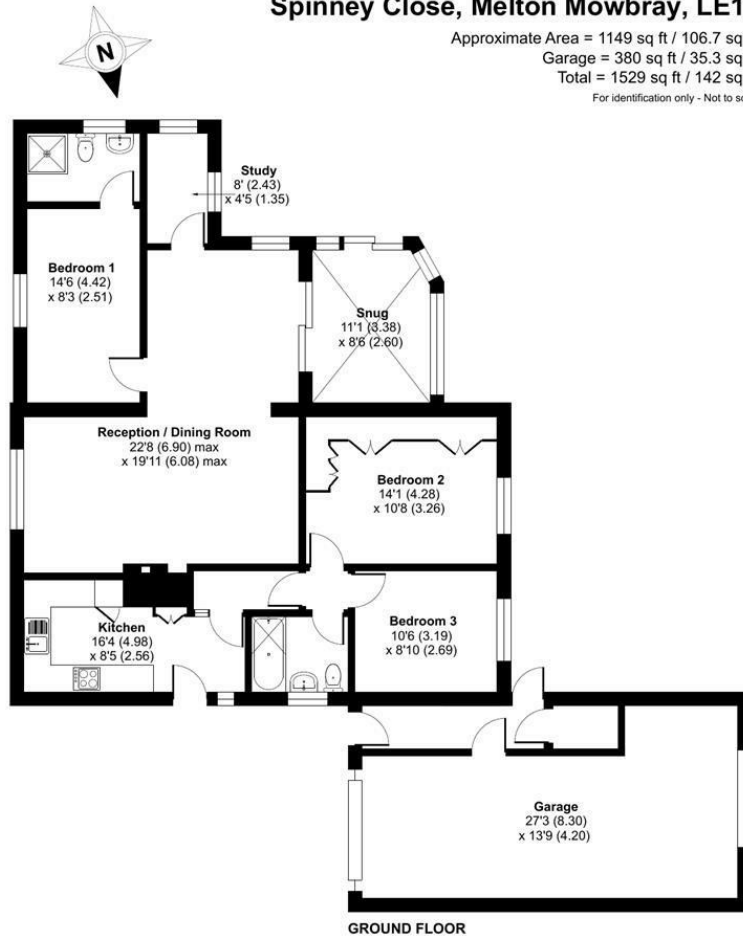 Spinney Close, Melton Mowbray, LE1
Approximate Area = 1149 sq ft / 106.7 sq
Garage = 380 sq ft / 35.3 sq
Total = 1529 sq ft / 142 sq
For identification only - Not to sc
N
Study
8' (2.43)
x 4'5 (1.35)
Bedroom 1
14'6 (4.42)
x 8'3 (2.51)
Snug
11'1 (3.38)
x 8'6 (2.60)
Reception / Dining Room
22'8 (6.90) max
x 19'11 (6.08) max
Bedroom 2
14'1 (4.28)
x 10'8 (3.26)
Kitchen
16'4 (4.98)
x 8'5 (2.56)
Bedroom 3
10'6 (3.19)
x 8'10 (2.69)
Garage
27'3 (8.30)
x 13'9 (4.20)
GROUND FLOOR